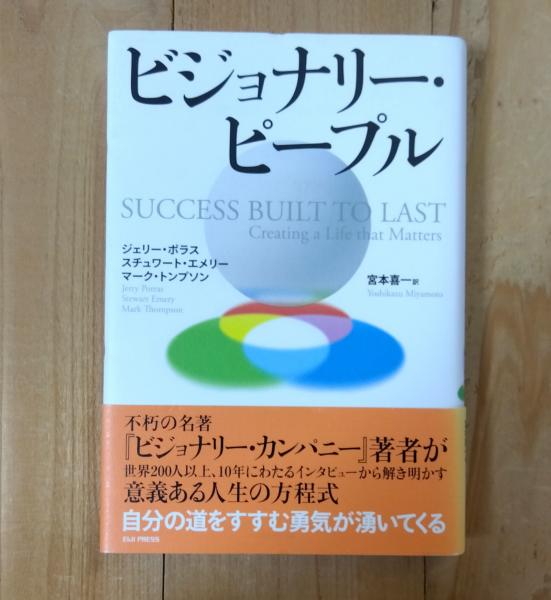 ビジョナリー・
ピープル
SUCCESS BUILT TO LAST
Creating a Life that Matters
ジェリー・ポラス
スチュワート・エメリー
マーク・トンプソン
Jerry Porras
Stewart Emery
Mark Thompson
宮本喜一 訳
Yoshikazu Miyamoto
不朽の名著
『ビジョナリー・カンパニー』著者が
世界200人以上、10年にわたるインタビューから解き明かす
意義ある人生の方程式
自分の道をすすむ勇気が湧いてくる
EIJI PRESS